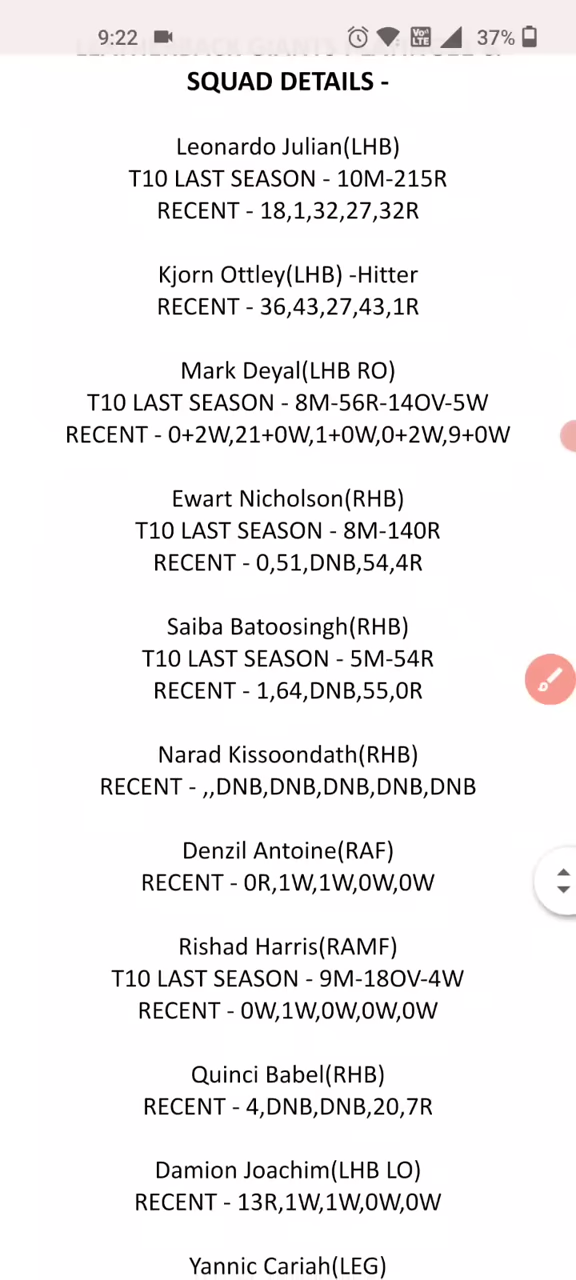 9:22
Vo)
LTE
37%
SQUAD DETAILS -
Leonardo Julian(LHB)
T10 LAST SEASON - 10M-215R
RECENT - 18,1,32,27,32R
Kjorn Ottley(LHB) -Hitter
RECENT - 36,43,27,43,1R
Mark Deyal(LHB RO)
T10 LAST SEASON - 8M-56R-14OV-5W
RECENT - 0+2W,21+0W,1+0W,0+2W,9+0W
Ewart Nicholson(RHB)
T10 LAST SEASON - 8M-140R
RECENT - 0,51,DNB,54,4R
Saiba Batoosingh(RHB)
T10 LAST SEASON - 5M-54R
RECENT - 1,64,DNB,55,0R
Narad Kissoondath(RHB)
RECENT - ,,DNB,DNB,DNB,DNB,DNB
Denzil Antoine(RAF)
RECENT - 0R,1W,1W,0W,0W
Rishad Harris(RAMF)
T10 LAST SEASON - 9M-18OV-4W
RECENT - 0W,1W,0W,0W,0W
Quinci Babel(RHB)
RECENT - 4,DNB,DNB,20,7R
Damion Joachim(LHB LO)
RECENT - 13R,1W,1W,0W,0W
Yannic Cariah(LEG)